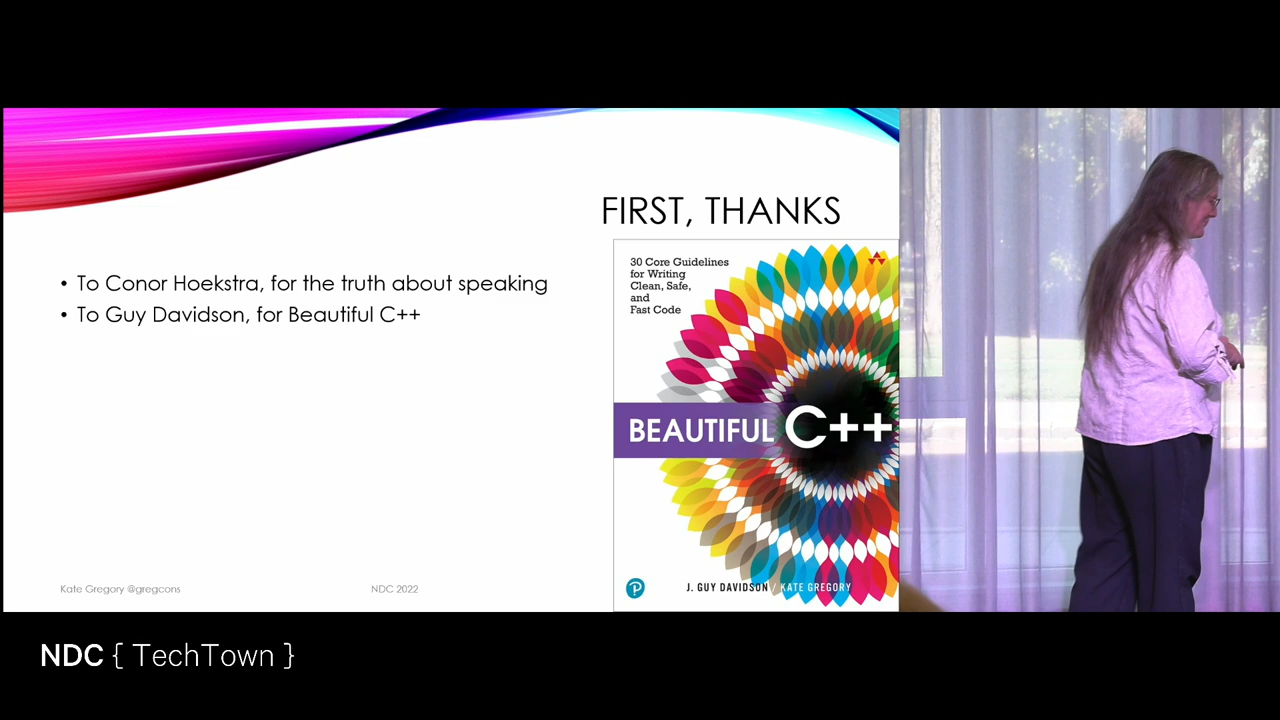 FIRST, THANKS
• To Conor Hoekstra, for the truth about speaking
• To Guy Davidson, for Beautiful C++
30 Core Guidelines
for Writing
Clean, Safe,
and
Fast Code
BEAUTIFUL C++
P
J. GUY DAVIDSON / KATE GREGORY
Kate Gregory @gregcons
NDC 2022
NDC { TechTown }